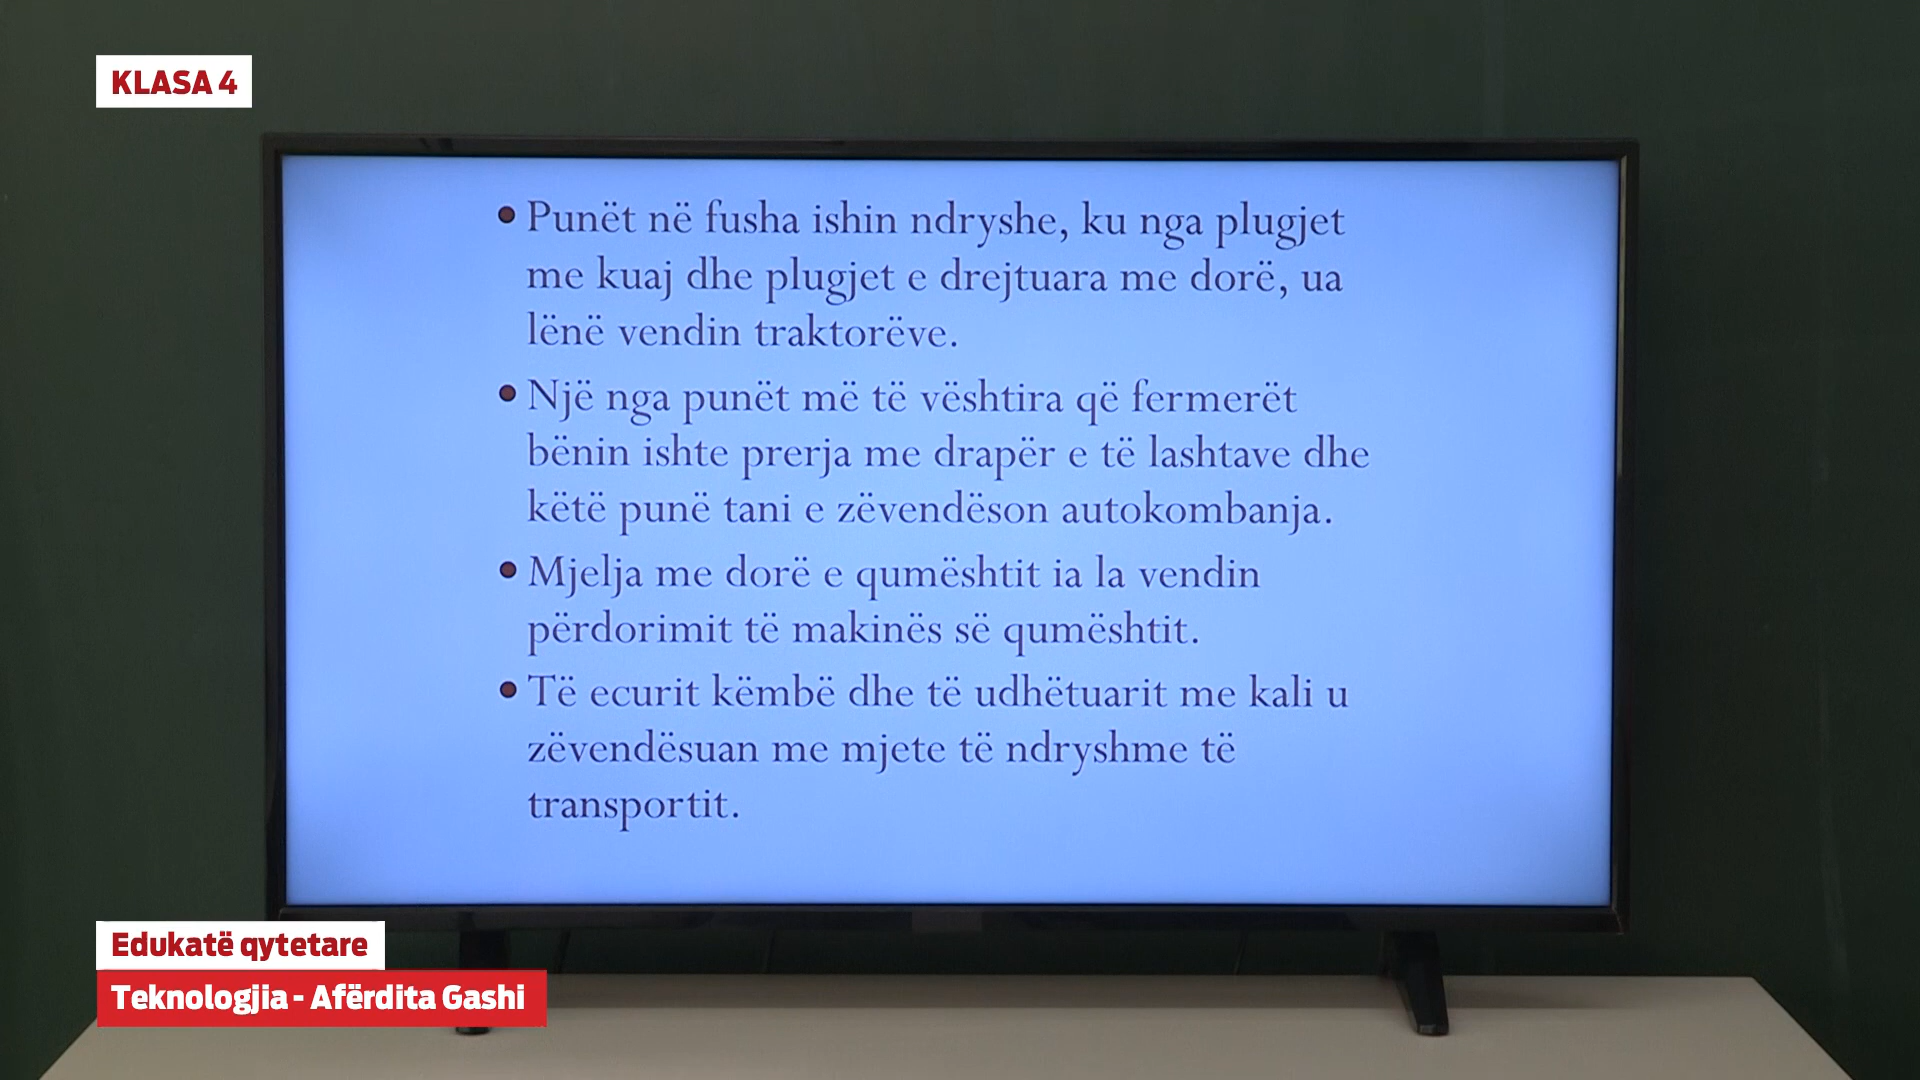 KLASA 4
• Punët në fusha ishin ndryshe, ku nga plugjet
me kuaj dhe plugjet e drejtuara me dorë, ua
lënë vendin traktorëve.
• Një nga punët më të vështira që fermerët
bënin ishte prerja me drapër e të lashtave dhe
këtë punë tani e zëvendëson autokombanja.
• Mjelja me dorë e qumështit ia la vendin
përdorimit të makinës së qumështit.
• Të ecurit këmbë dhe të udhëtuarit me kali u
zëvendësuan me mjete të ndryshme të
transportit.
Edukatë qytetare
Teknologjia - Afërdita Gashi